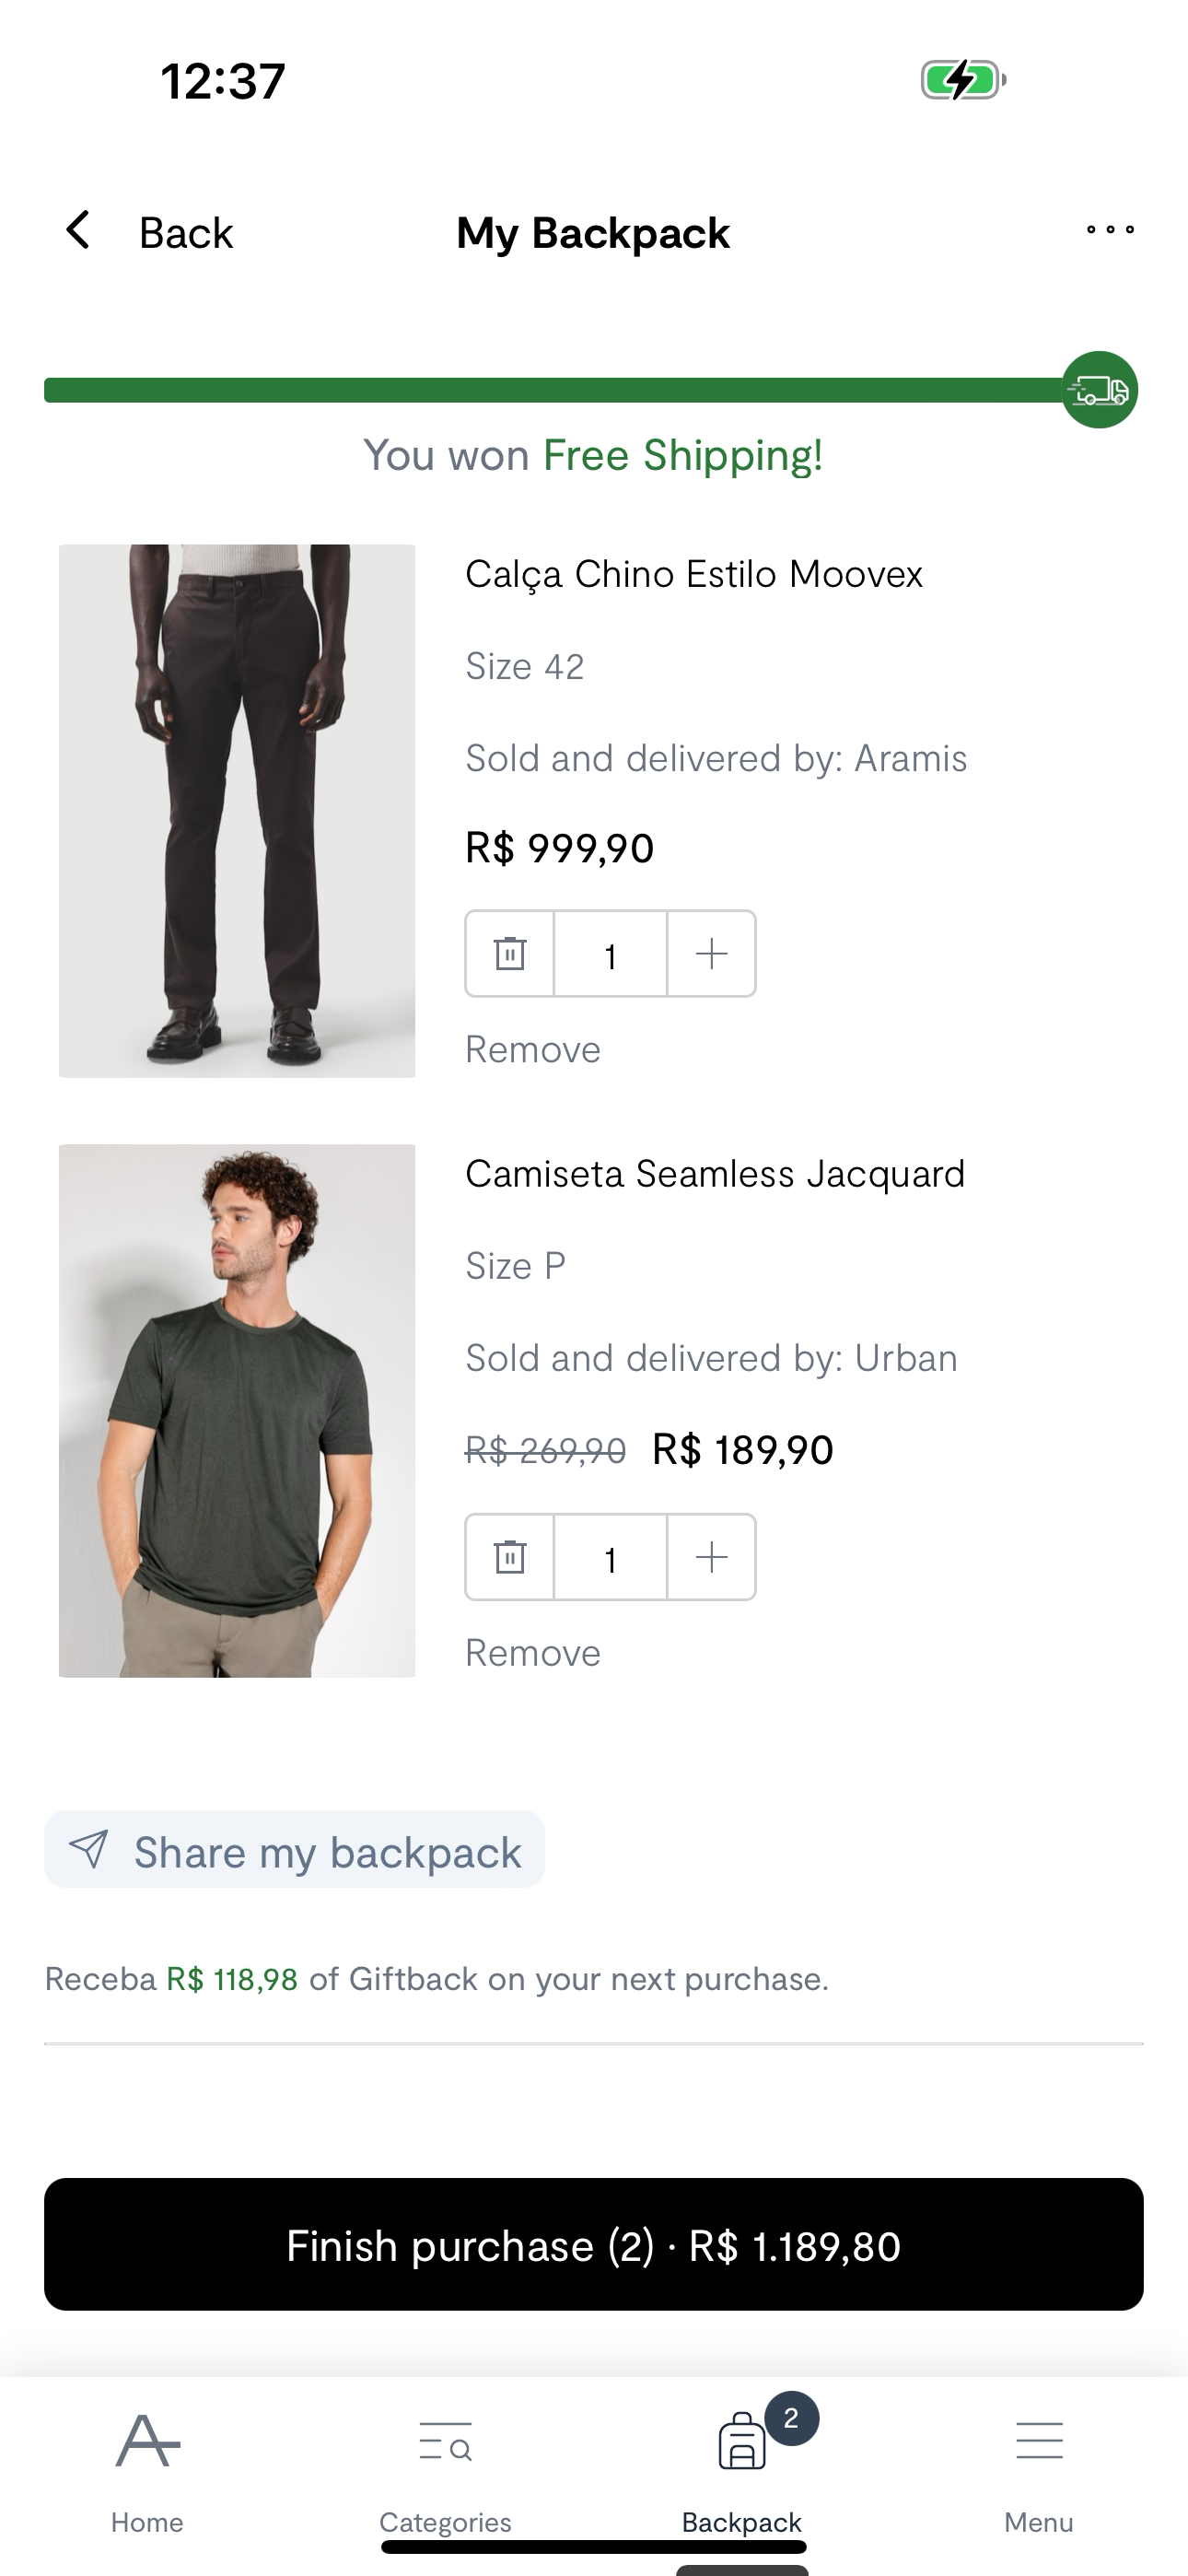 12:37
Back
My Backpack
You won Free Shipping!
Calça Chino Estilo Moovex
Size 42
Sold and delivered by: Aramis
R$ 999,90
1
Remove
Camiseta Seamless Jacquard
Size P
Sold and delivered by: Urban
R$ 269,90 R$ 189,90
1
Remove
Share my backpack
Receba R$ 118,98 of Giftback on your next purchase.
Finish purchase (2) · R$ 1.189,80
2
Home
Categories
Backpack
Menu